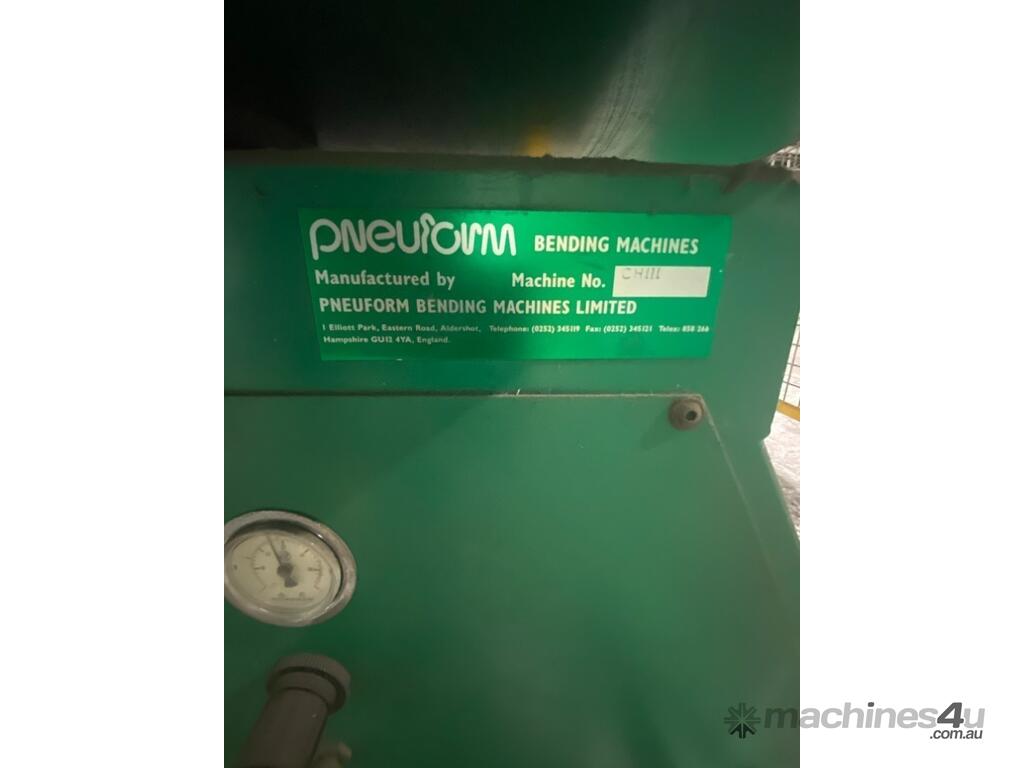 pneuform BENDING MACHINES
Manufactured by Machine No. CH111
PNEUFORM BENDING MACHINES LIMITED
1 Elliott Park, Eastern Road, Aldershot, Telephone: (0252) 345119 Fax: (0252) 345121 Telex: 858 266
Hampshire GU12 4YA, England.
machines4u
.com.au